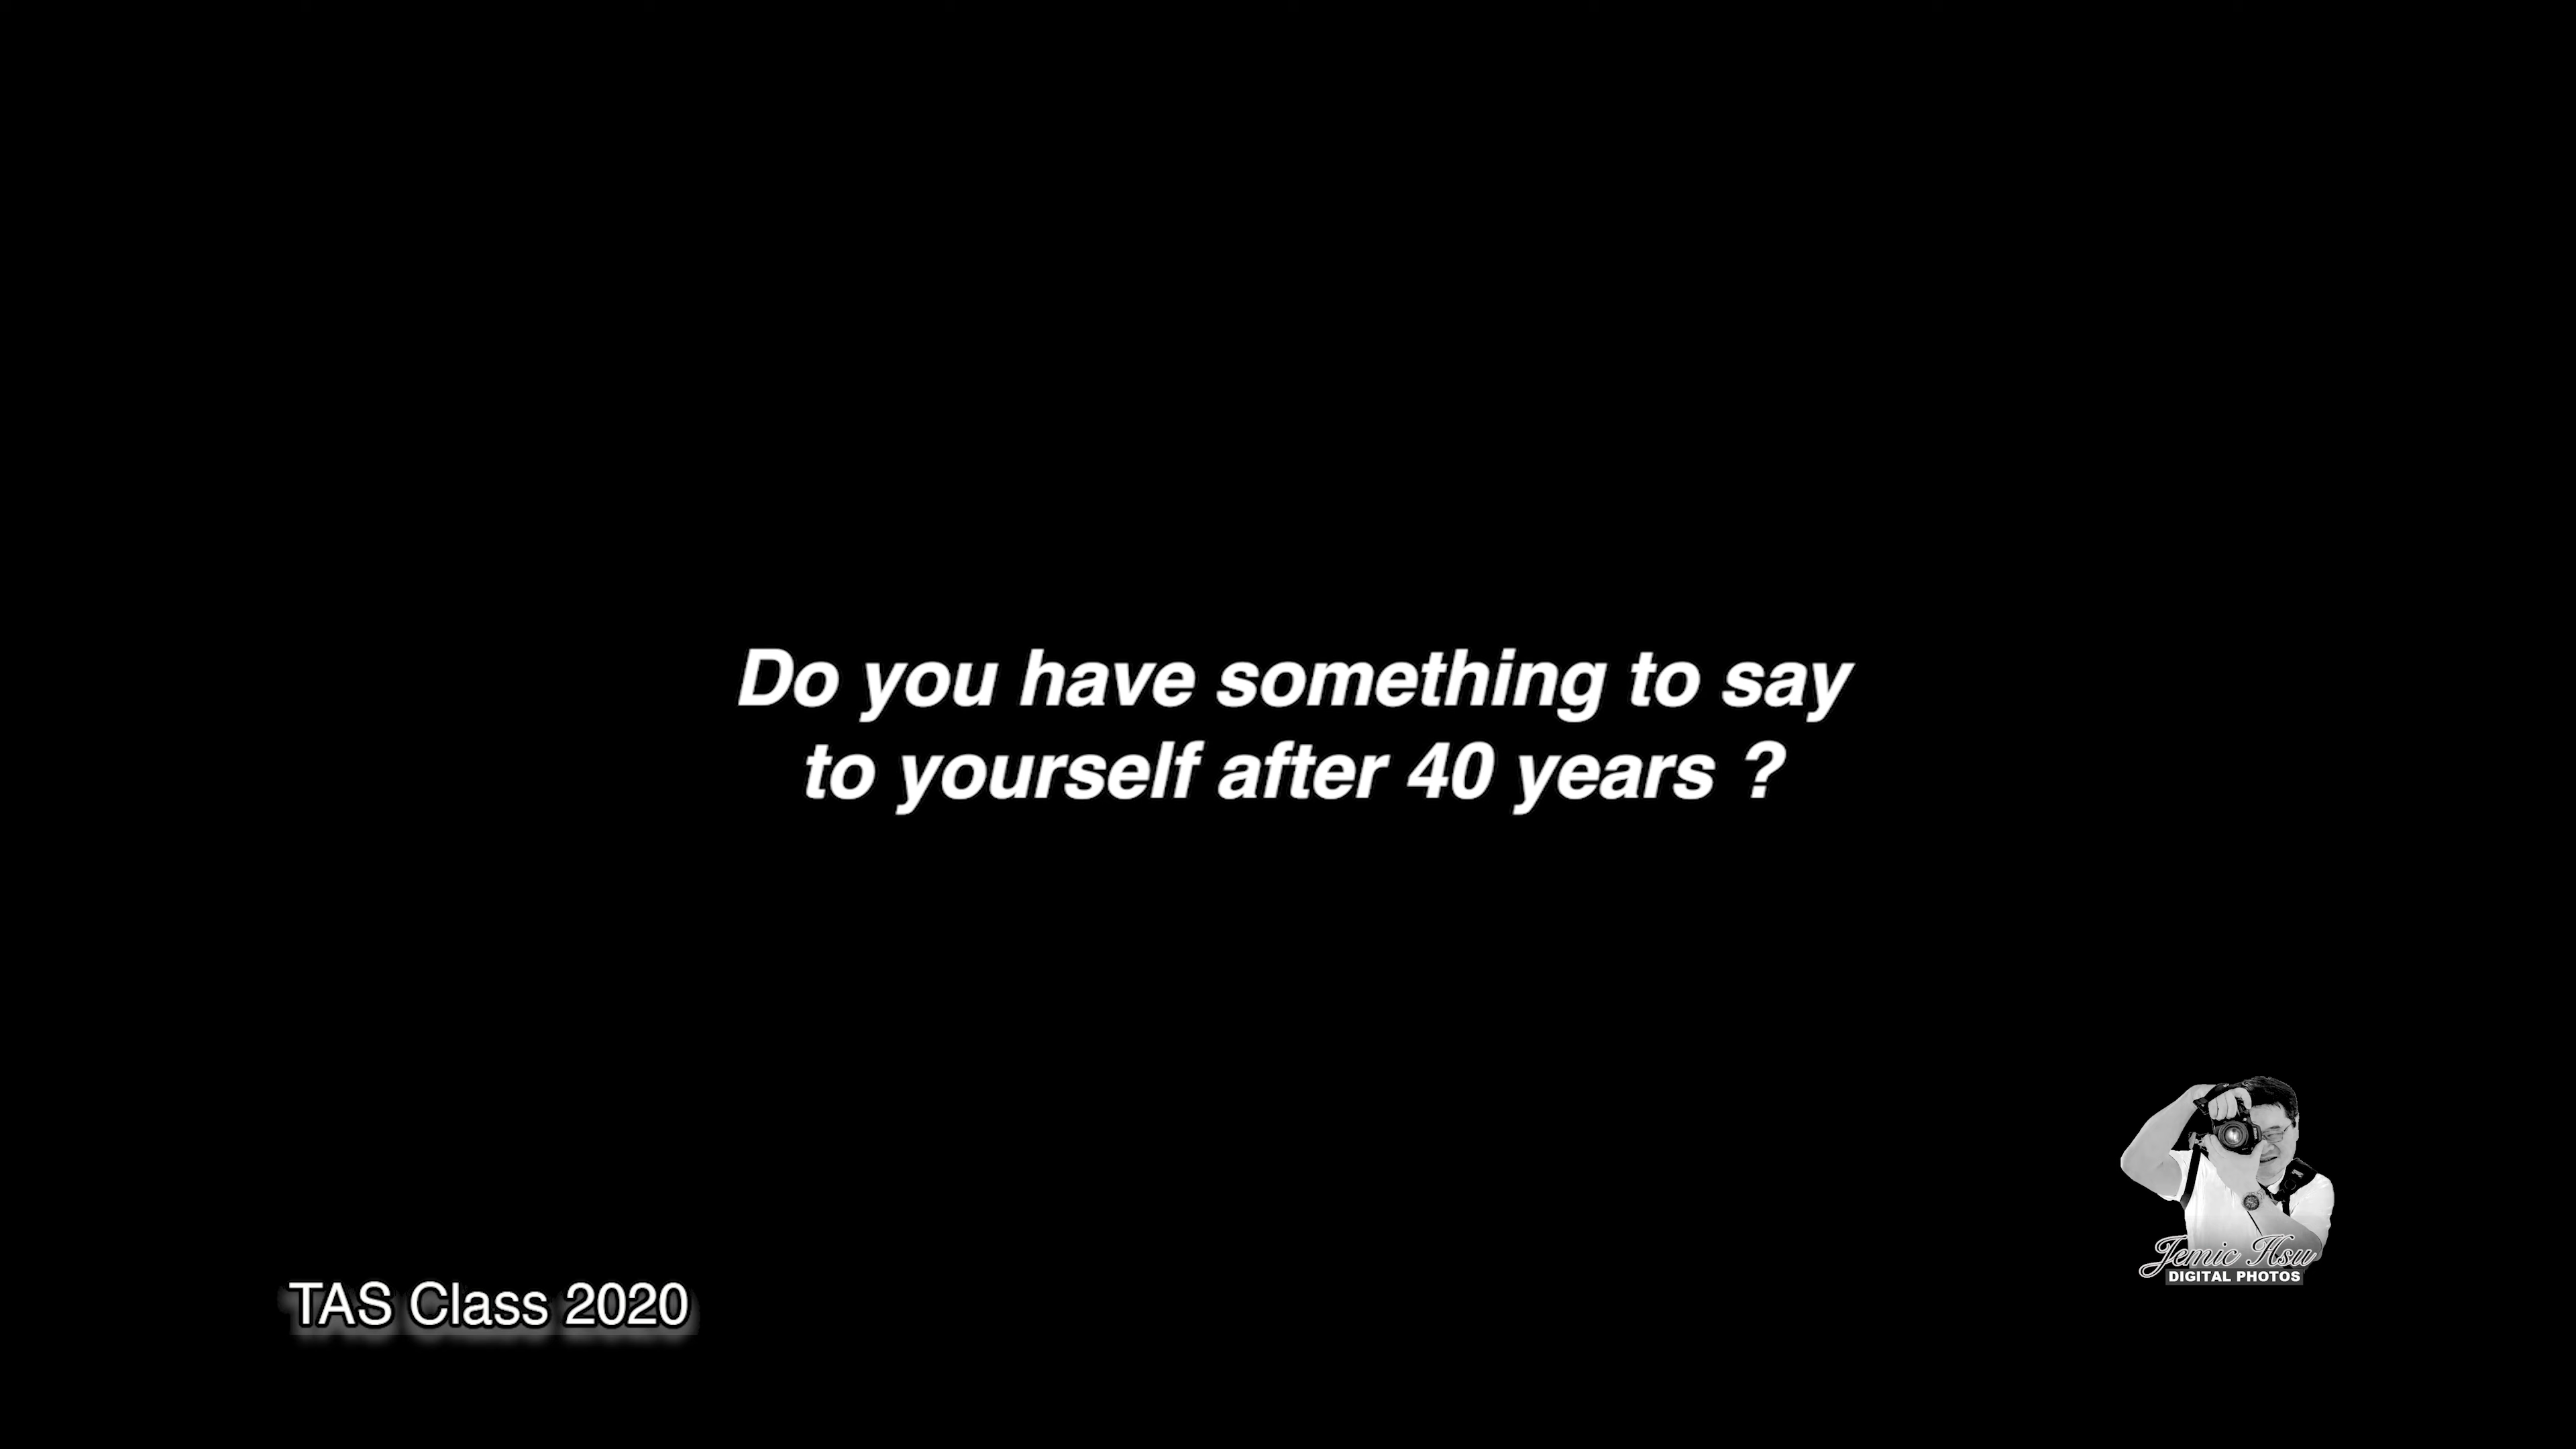 Do you have something to say
to yourself after 40 years ?
Jemic Hsu
DIGITAL PHOTOS
TAS Class 2020